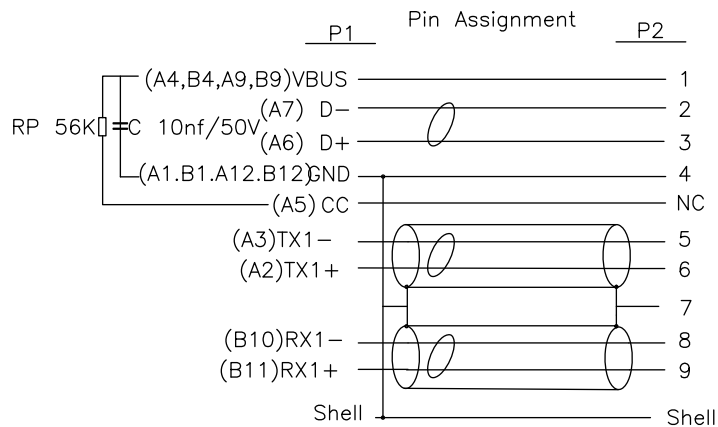 Pin Assignment
P1 P2
(A4,B4,A9,B9)VBUS 1
(A7) D- 2
RP 56K C 10nf/50V
(A6) D+ 3
(A1.B1.A12.B12)GND 4
(A5) CC NC
(A3)TX1- 5
(A2)TX1+ 6
7
(B10)RX1- 8
(B11)RX1+ 9
Shell Shell